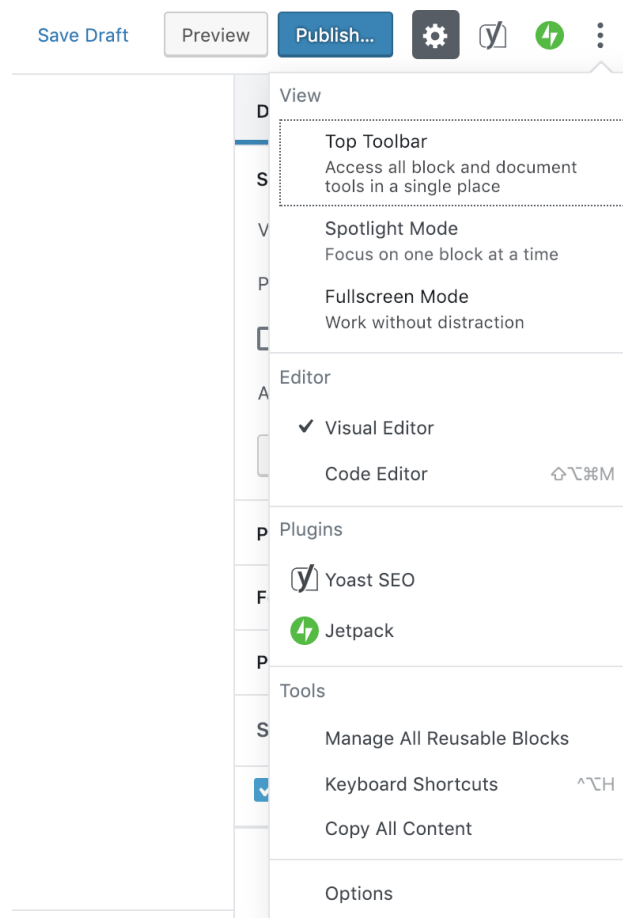 Save Draft Preview Publish...
View
D
Top Toolbar
Access all block and document
tools in a single place
S
V
Spotlight Mode
Focus on one block at a time
P
Fullscreen Mode
Work without distraction
Editor
A
✔ Visual Editor
Code Editor ⇧⌥⌘M
P
Plugins
Yoast SEO
F
Jetpack
P
Tools
S
Manage All Reusable Blocks
Keyboard Shortcuts ^⌥H
Copy All Content
Options